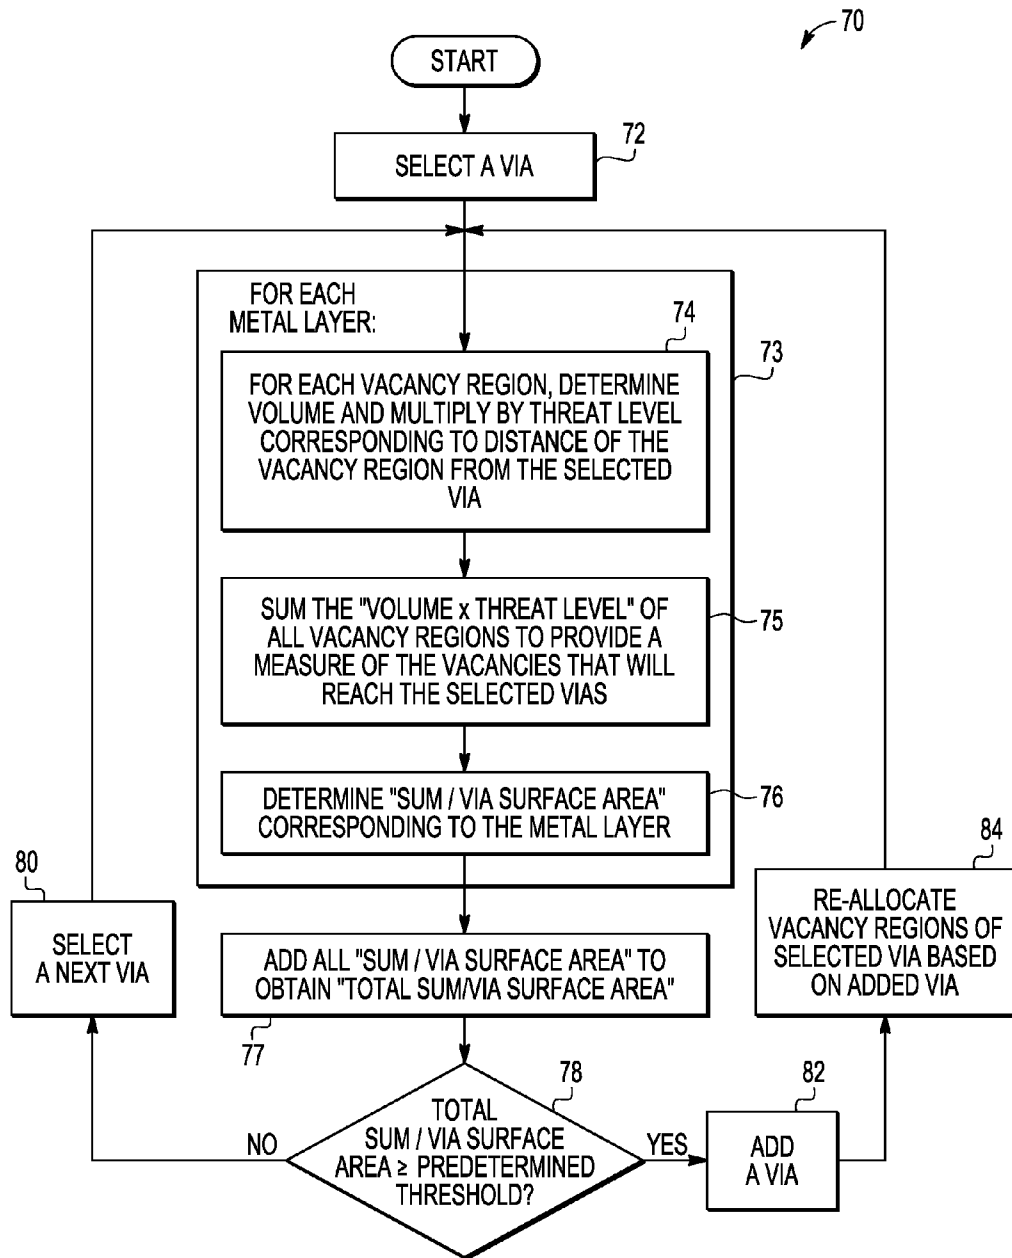 70
START
72
SELECT A VIA
FOR EACH
METAL LAYER:
74
73
FOR EACH VACANCY REGION, DETERMINE
VOLUME AND MULTIPLY BY THREAT LEVEL
CORRESPONDING TO DISTANCE OF THE
VACANCY REGION FROM THE SELECTED
VIA
SUM THE "VOLUME x THREAT LEVEL" OF
ALL VACANCY REGIONS TO PROVIDE A
MEASURE OF THE VACANCIES THAT WILL
REACH THE SELECTED VIAS
75
DETERMINE "SUM / VIA SURFACE AREA"
CORRESPONDING TO THE METAL LAYER
76
80
SELECT
A NEXT VIA
84
RE-ALLOCATE
VACANCY REGIONS OF
SELECTED VIA BASED
ON ADDED VIA
ADD ALL "SUM / VIA SURFACE AREA" TO
OBTAIN "TOTAL SUM/VIA SURFACE AREA"
77
78
TOTAL
SUM / VIA SURFACE
AREA ≥ PREDETERMINED
THRESHOLD?
NO
YES
82
ADD
A VIA